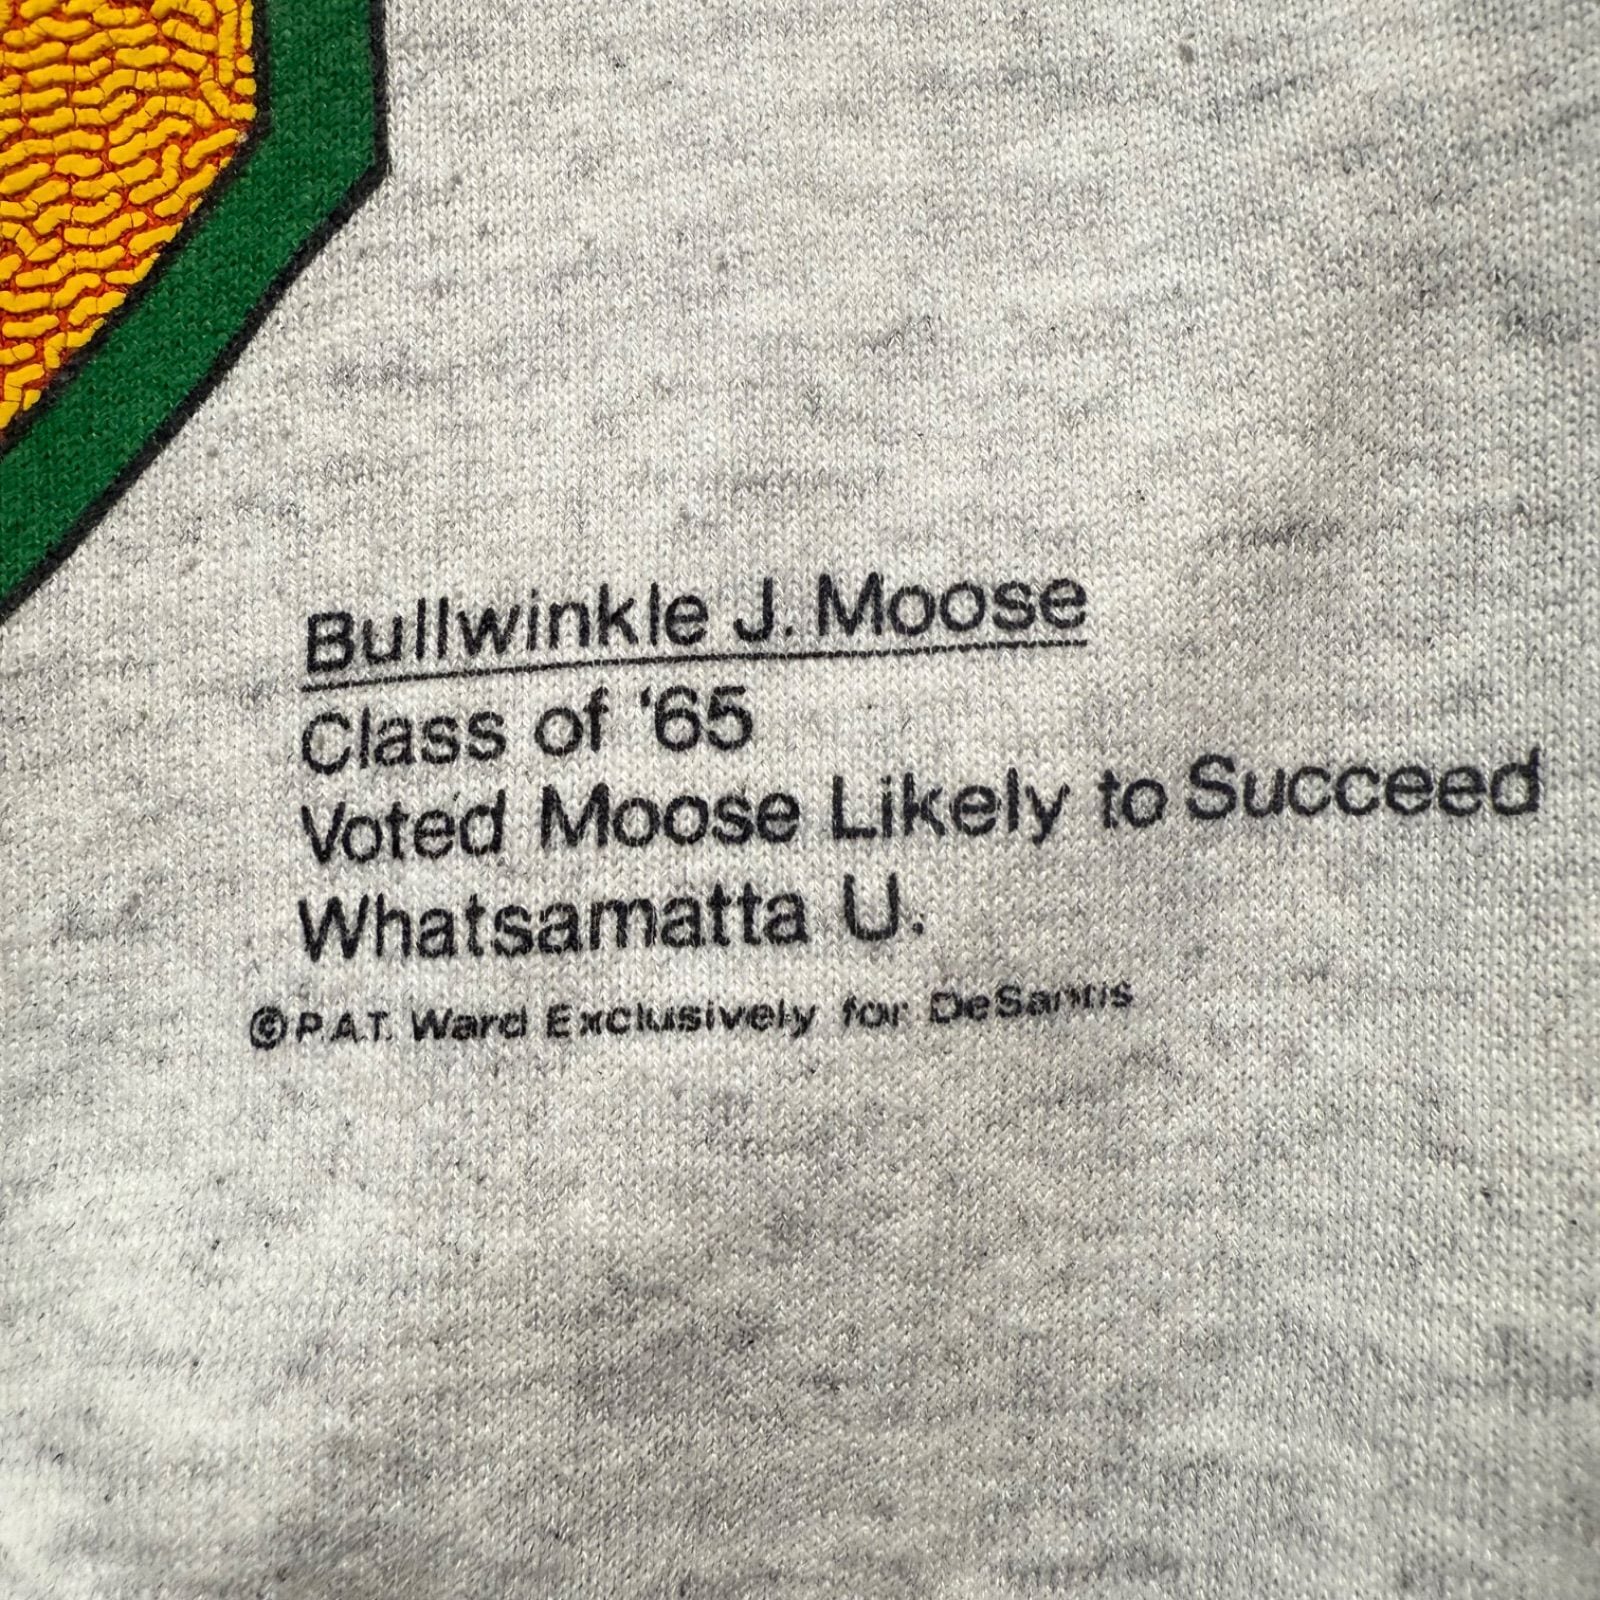 Bullwinkle J. Moose
Class of '65
Voted Moose Likely to Succeed
Whatsamatta U.
©P.A.T. Ward Exclusively for DeSantis